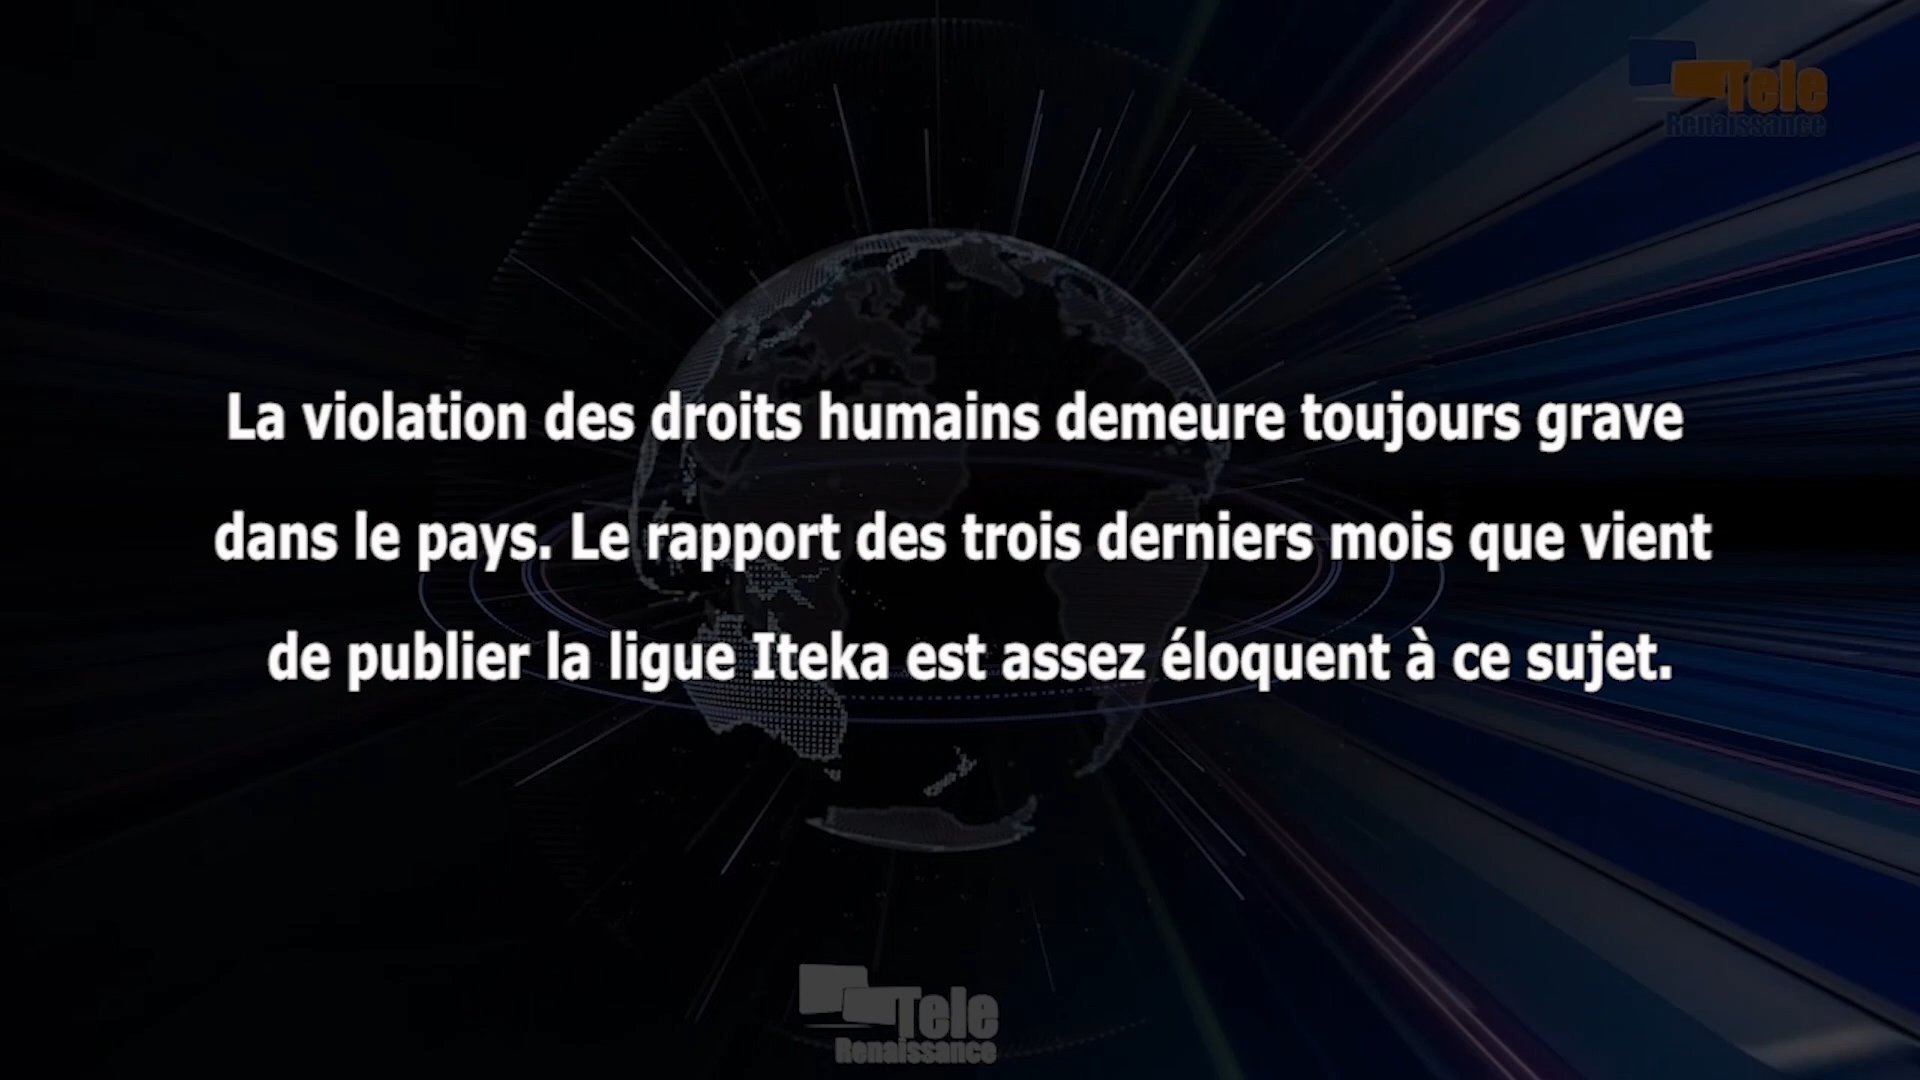 Tele
Renaissance
La violation des droits humains demeure toujours grave
dans le pays. Le rapport des trois derniers mois que vient
de publier la ligue Iteka est assez éloquent à ce sujet.
Tele
Renaissance